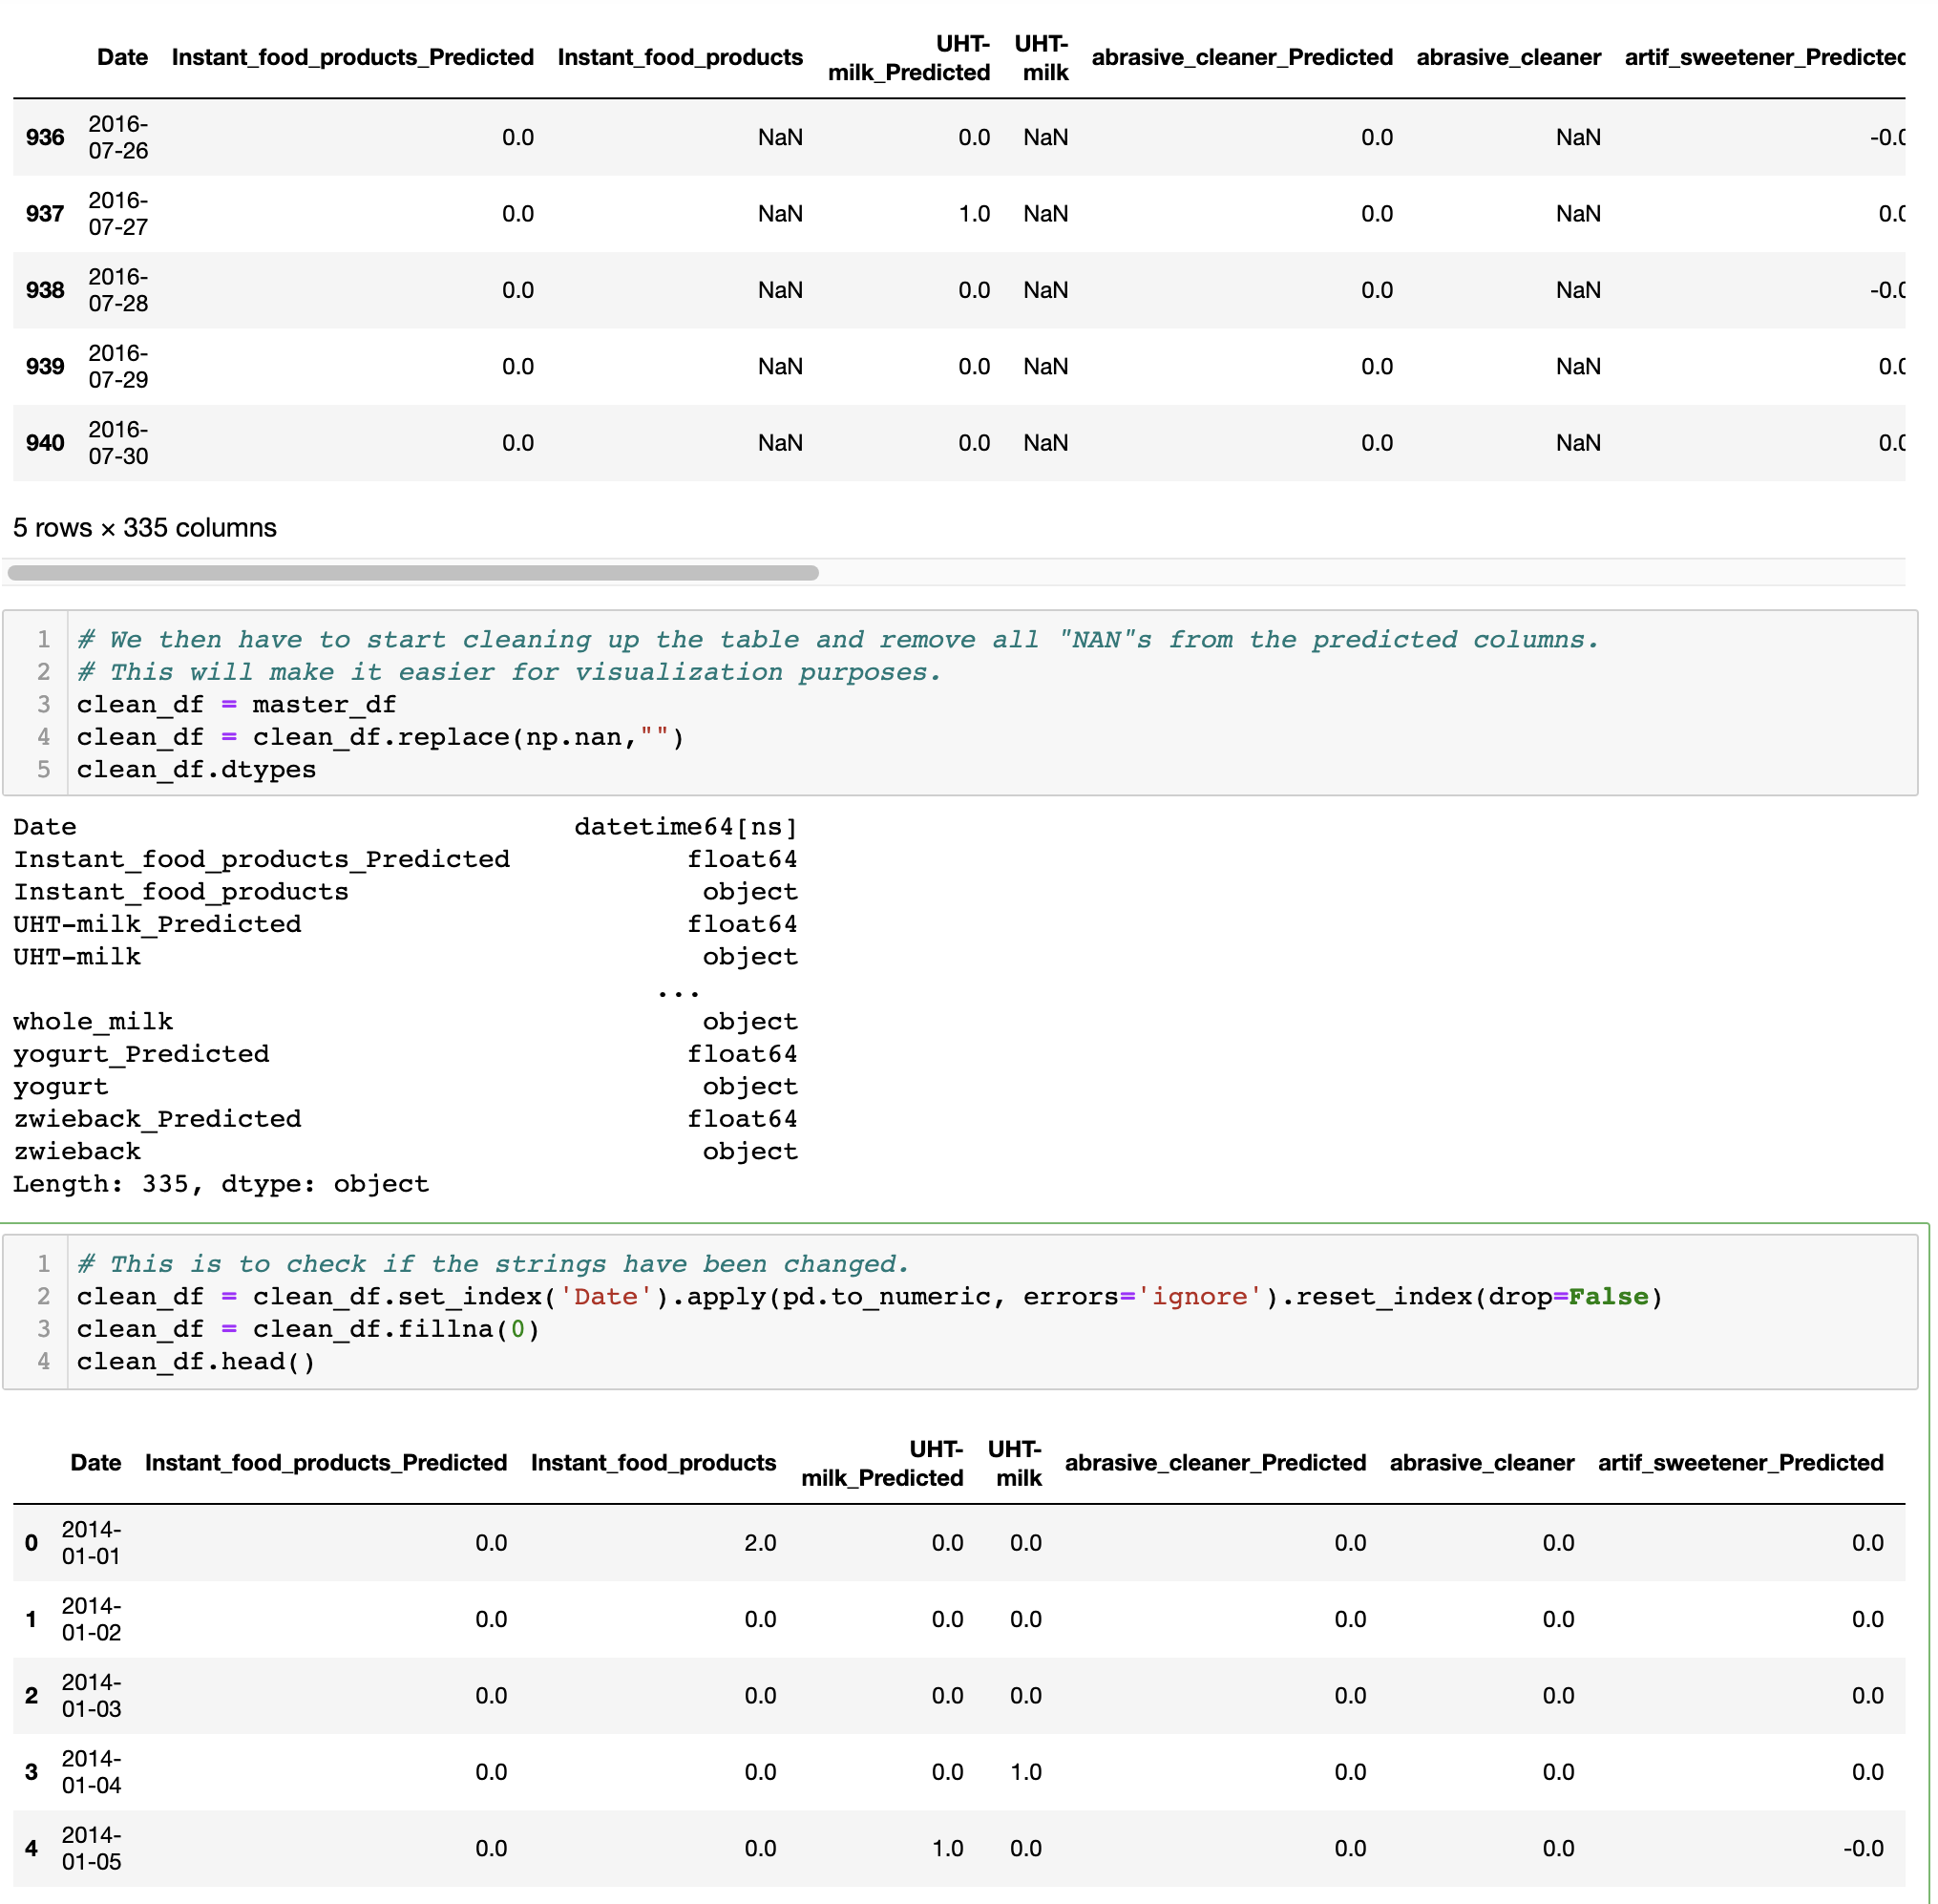 Date Instant_food_products_Predicted Instant_food_products UHT-milk_Predicted UHT-milk abrasive_cleaner_Predicted abrasive_cleaner artif_sweetener_Predicted
936 2016-07-26 0.0 NaN 0.0 NaN 0.0 NaN -0.0
937 2016-07-27 0.0 NaN 1.0 NaN 0.0 NaN 0.0
938 2016-07-28 0.0 NaN 0.0 NaN 0.0 NaN -0.0
939 2016-07-29 0.0 NaN 0.0 NaN 0.0 NaN 0.0
940 2016-07-30 0.0 NaN 0.0 NaN 0.0 NaN 0.0
5 rows × 335 columns
1 # We then have to start cleaning up the table and remove all "NAN"s from the predicted columns.
2 # This will make it easier for visualization purposes.
3 clean_df = master_df
4 clean_df = clean_df.replace(np.nan,"")
5 clean_df.dtypes
Date datetime64[ns]
Instant_food_products_Predicted float64
Instant_food_products object
UHT-milk_Predicted float64
UHT-milk object
...
whole_milk object
yogurt_Predicted float64
yogurt object
zwieback_Predicted float64
zwieback object
Length: 335, dtype: object
1 # This is to check if the strings have been changed.
2 clean_df = clean_df.set_index('Date').apply(pd.to_numeric, errors='ignore').reset_index(drop=False)
3 clean_df = clean_df.fillna(0)
4 clean_df.head()
Date Instant_food_products_Predicted Instant_food_products UHT-milk_Predicted UHT-milk abrasive_cleaner_Predicted abrasive_cleaner artif_sweetener_Predicted
0 2014-01-01 0.0 2.0 0.0 0.0 0.0 0.0 0.0
1 2014-01-02 0.0 0.0 0.0 0.0 0.0 0.0 0.0
2 2014-01-03 0.0 0.0 0.0 0.0 0.0 0.0 0.0
3 2014-01-04 0.0 0.0 0.0 1.0 0.0 0.0 0.0
4 2014-01-05 0.0 0.0 1.0 0.0 0.0 0.0 -0.0